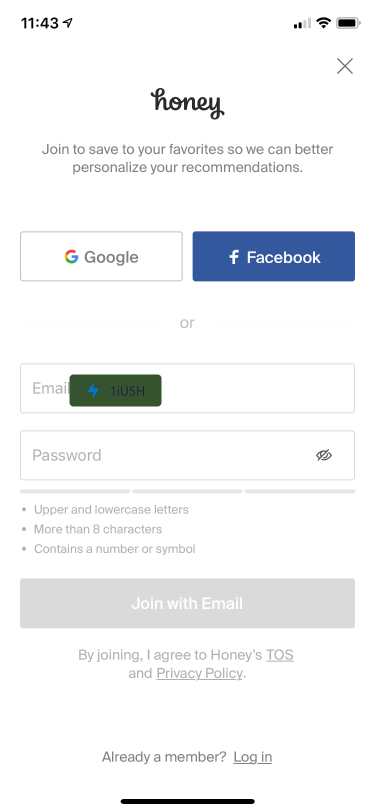 11:43
honey
Join to save to your favorites so we can better
personalize your recommendations.
Google
Facebook
or
Email
1iU5H
Password
Upper and lowercase letters
More than 8 characters
Contains a number or symbol
Join with Email
By joining, I agree to Honey's TOS
and Privacy Policy.
Already a member? Log in